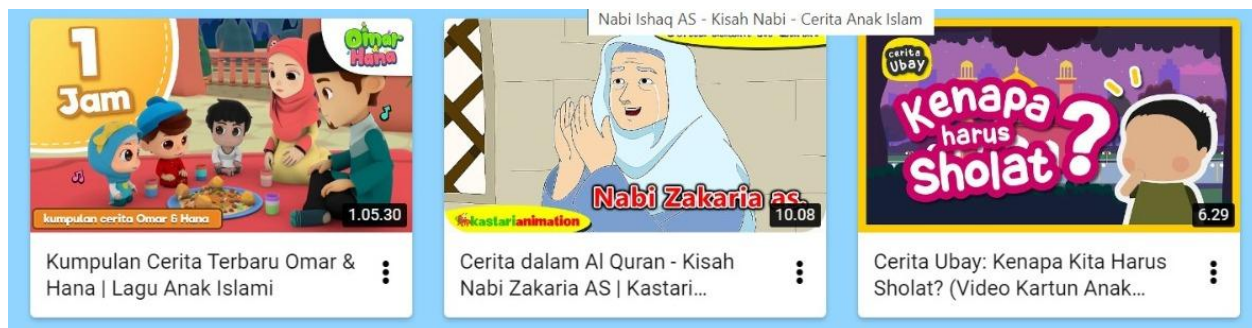 Nabi Ishaq AS - Kisah Nabi - Cerita Anak Islam
1
Jam
Omar
Hana
kumpulan cerita Omar & Hana
1.05.30
Nabi Zakaria as.
kastarianimation
10.08
cerita
Ubay
Kenapa
harus
Sholat?
6.29
Kumpulan Cerita Terbaru Omar &
Hana | Lagu Anak Islami
Cerita dalam Al Quran - Kisah
Nabi Zakaria AS | Kastari...
Cerita Ubay: Kenapa Kita Harus
Sholat? (Video Kartun Anak...